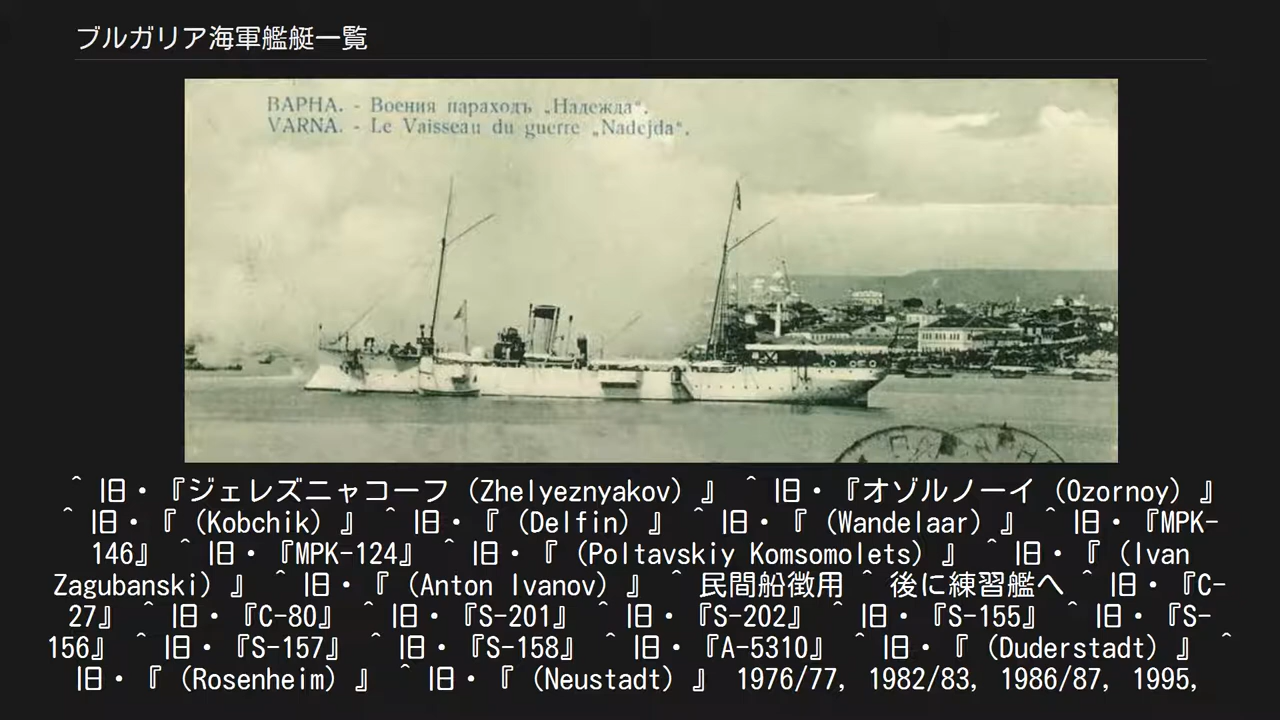 ブルガリア海軍艦艇一覧
ВАРНА. - Военния параходъ „Надежда“.
VARNA. - Le Vaisseau du guerre „Nadejda“.
^ 旧・『ジェレズニャコーフ（Zhelyeznyakov）』 ^ 旧・『オゾルノーイ（Ozornoy）』
^ 旧・『（Kobchik）』 ^ 旧・『（Delfin）』 ^ 旧・『（Wandelaar）』 ^ 旧・『MPK-
146』 ^ 旧・『MPK-124』 ^ 旧・『（Poltavskiy Komsomolets）』 ^ 旧・『（Ivan
Zagubanski）』 ^ 旧・『（Anton Ivanov）』 ^ 民間船徴用 ^ 後に練習艦へ ^ 旧・『C-
27』 ^ 旧・『C-80』 ^ 旧・『S-201』 ^ 旧・『S-202』 ^ 旧・『S-155』 ^ 旧・『S-
156』 ^ 旧・『S-157』 ^ 旧・『S-158』 ^ 旧・『A-5310』 ^ 旧・『（Duderstadt）』 ^
旧・『（Rosenheim）』 ^ 旧・『（Neustadt）』 1976/77, 1982/83, 1986/87, 1995,